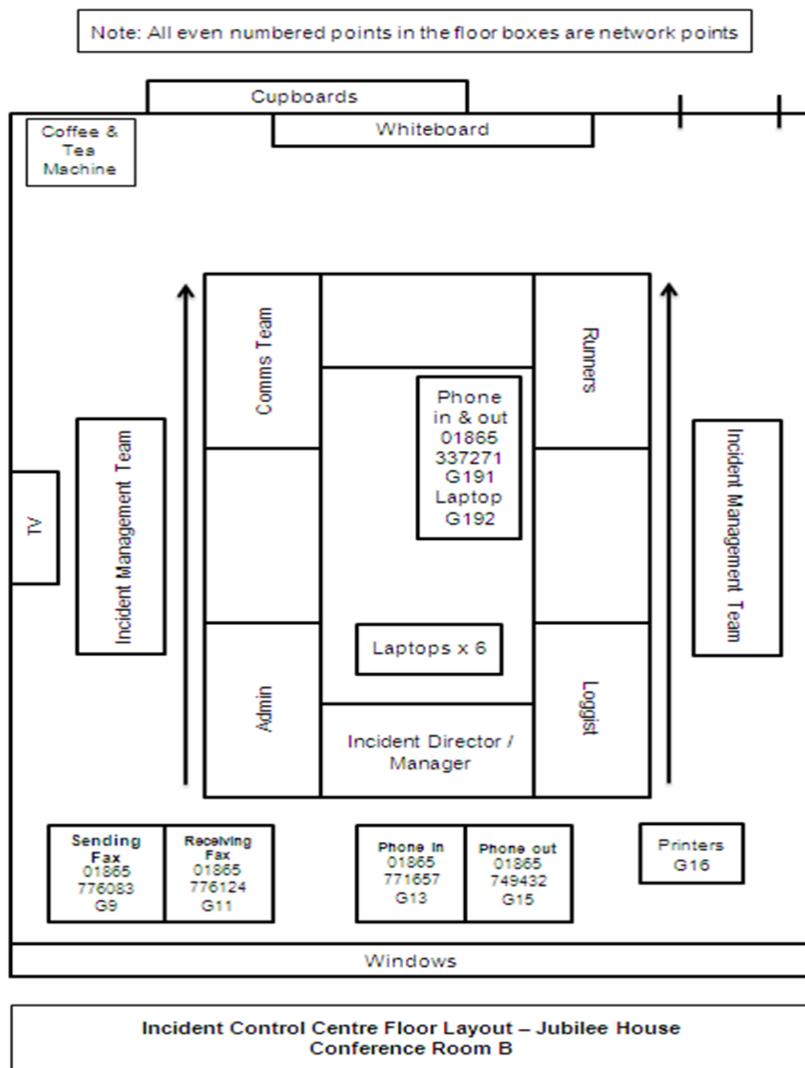 Note: All even numbered points in the floor boxes are network points
Cupboards
Whiteboard
Coffee &
Tea
Machine
Comms Team
Runners
Phone
in & out
01865
337271
G191
Laptop
G192
Incident Management Team
TV
Incident Management Team
Laptops x 6
Admin
Loggist
Incident Director /
Manager
Sending
Fax
01865
776083
G9
Receiving
Fax
01865
776124
G11
Phone in
01865
771657
G13
Phone out
01865
749432
G15
Printers
G16
Windows
Incident Control Centre Floor Layout – Jubilee House
Conference Room B